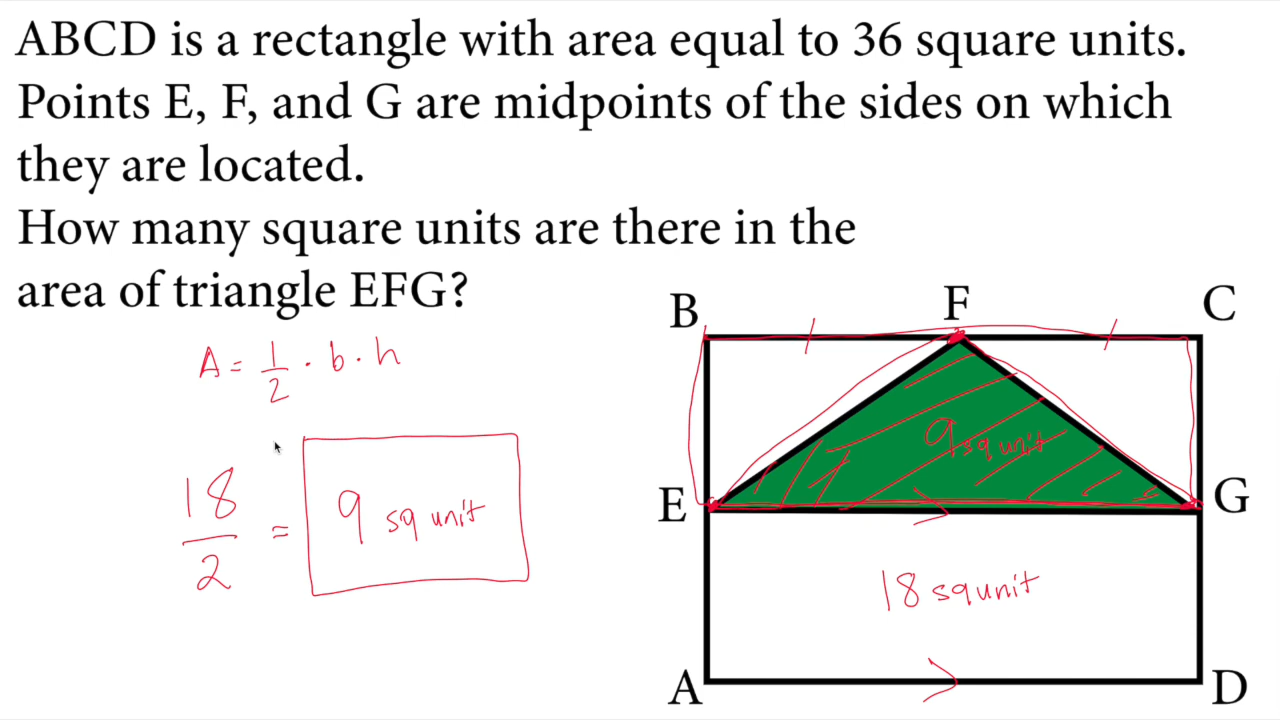 ABCD is a rectangle with area equal to 36 square units.
Points E, F, and G are midpoints of the sides on which
they are located.
How many square units are there in the
area of triangle EFG?
A = 1/2 · b · h
18/2 = 9 sq unit
B F C
9 sq unit
E G
18 sq unit
A D